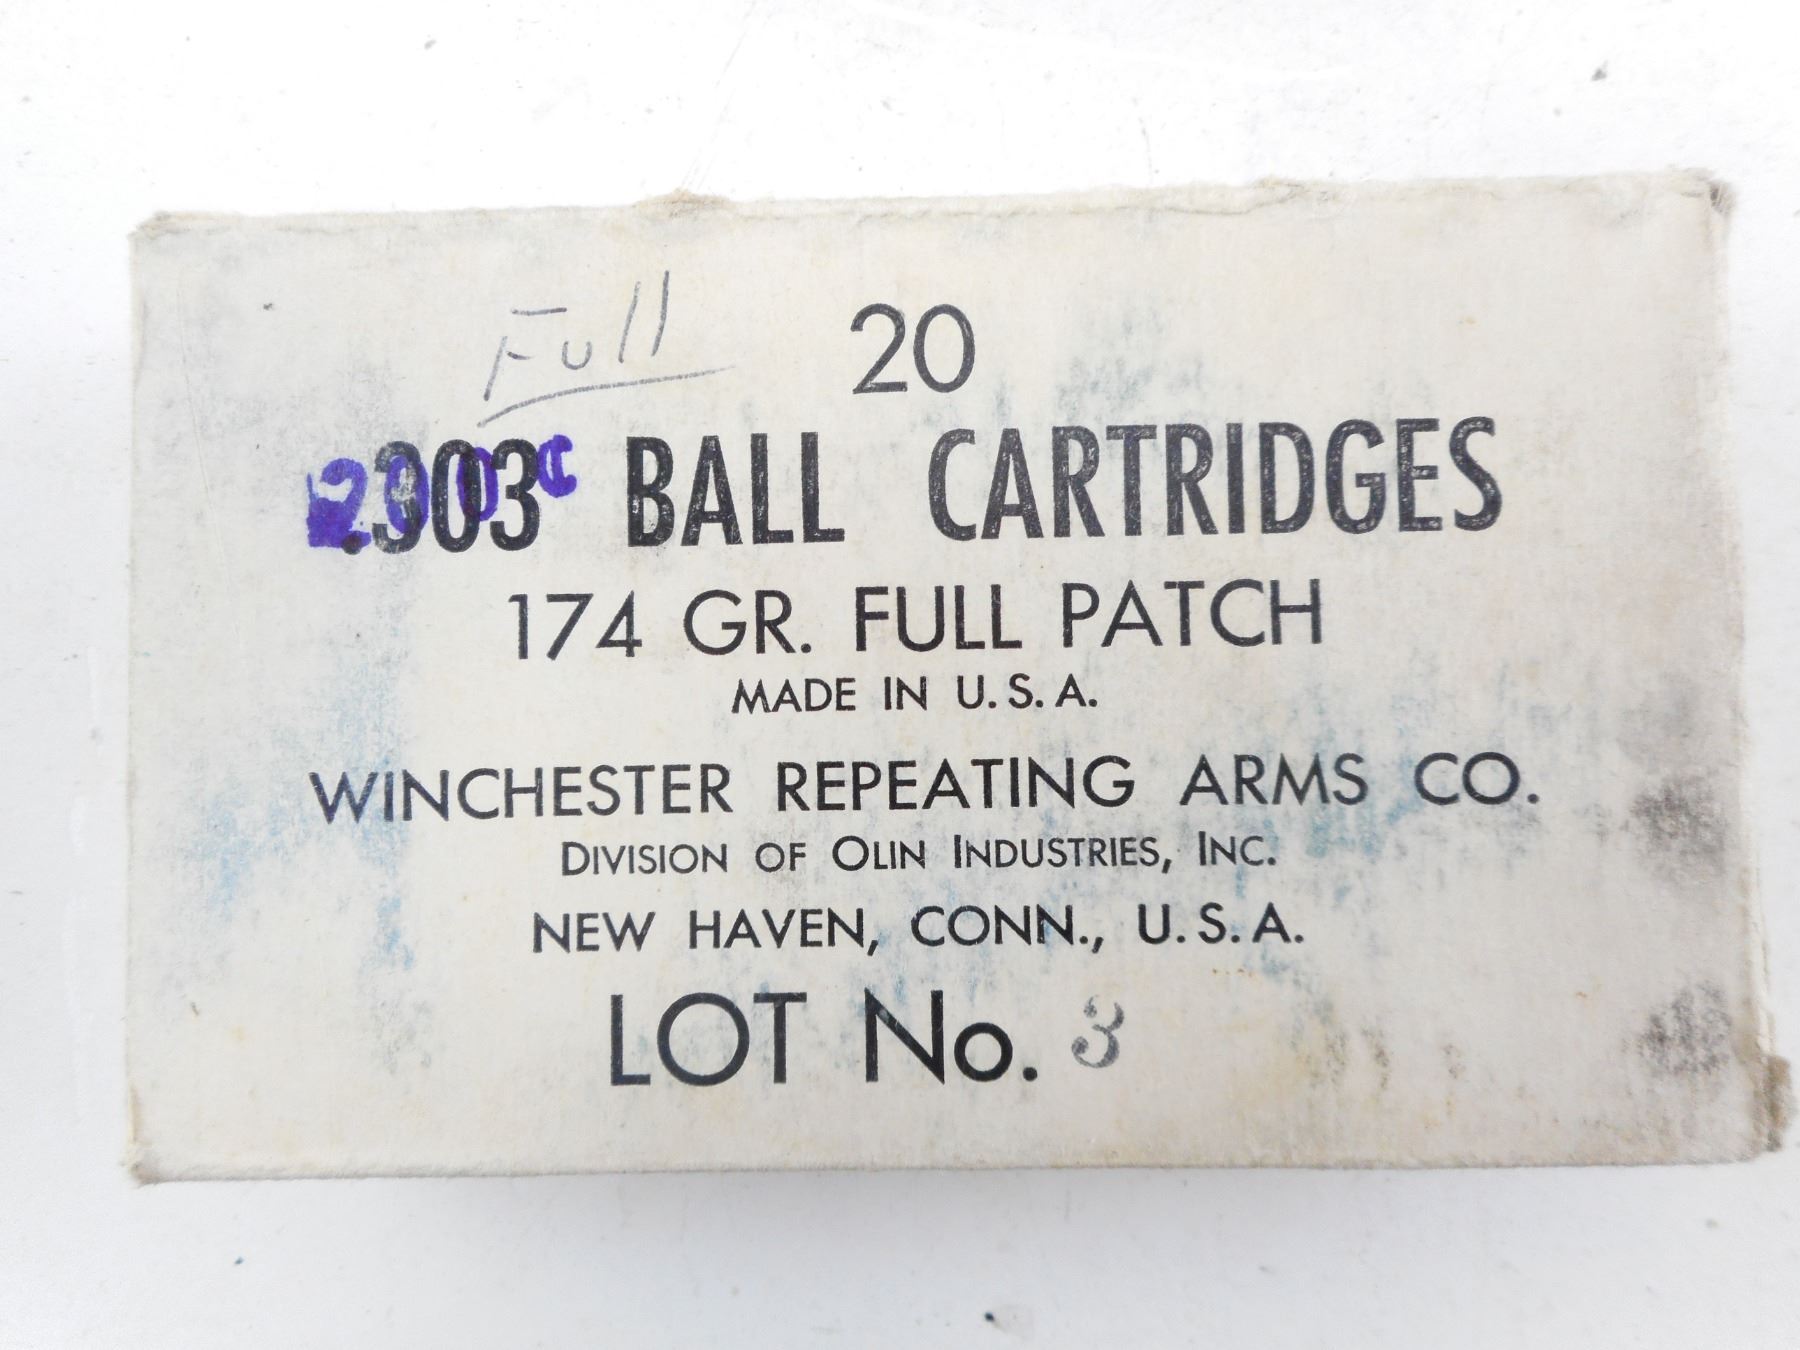 Full
20
.303 BALL CARTRIDGES
174 GR. FULL PATCH
MADE IN U.S.A.
WINCHESTER REPEATING ARMS CO.
DIVISION OF OLIN INDUSTRIES, INC.
NEW HAVEN, CONN., U.S.A.
LOT No. 3